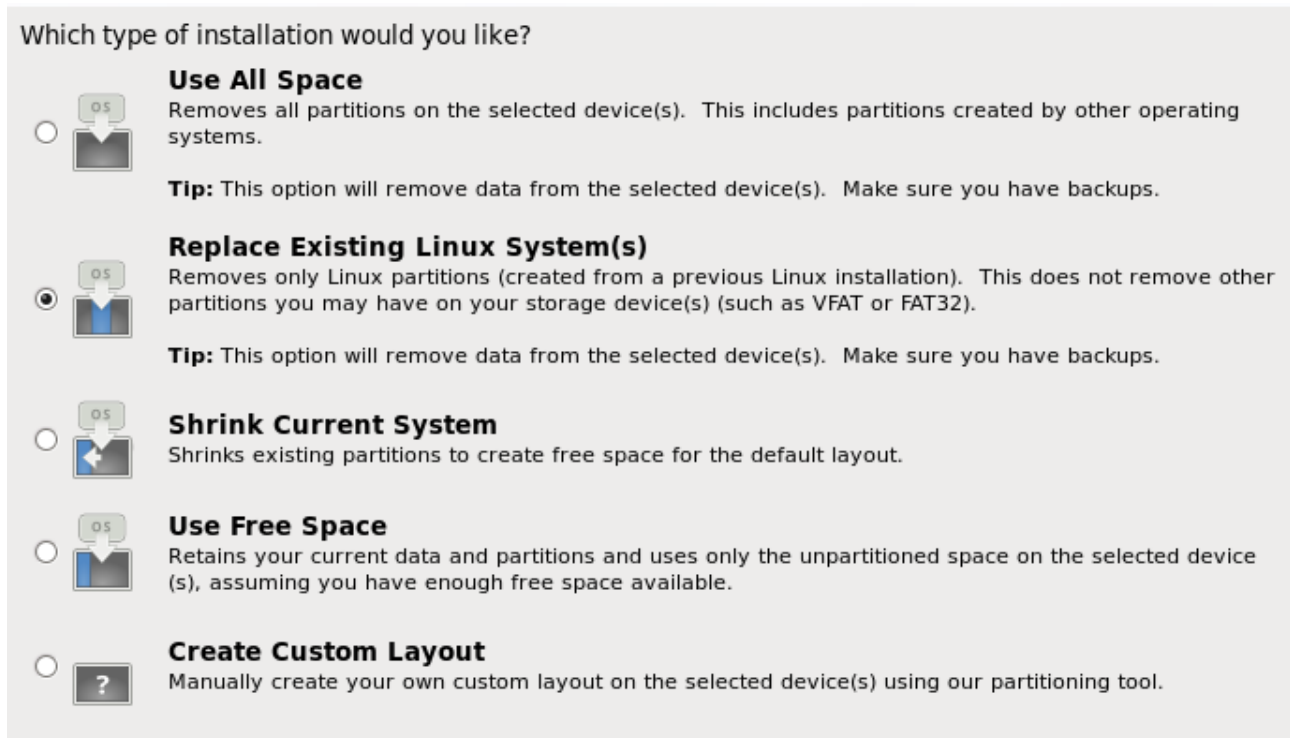 Which type of installation would you like?
Use All Space
OS
Removes all partitions on the selected device(s).  This includes partitions created by other operating
systems.
Tip: This option will remove data from the selected device(s).  Make sure you have backups.
Replace Existing Linux System(s)
OS
Removes only Linux partitions (created from a previous Linux installation).  This does not remove other
partitions you may have on your storage device(s) (such as VFAT or FAT32).
Tip: This option will remove data from the selected device(s).  Make sure you have backups.
OS
Shrink Current System
Shrinks existing partitions to create free space for the default layout.
OS
Use Free Space
Retains your current data and partitions and uses only the unpartitioned space on the selected device
(s), assuming you have enough free space available.
Create Custom Layout
?
Manually create your own custom layout on the selected device(s) using our partitioning tool.